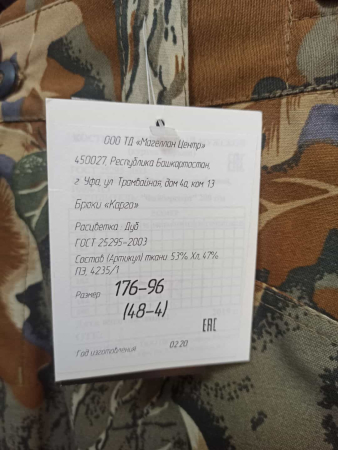 ООО ТД «Магеллан Центр»
450027, Республика Башкортостан,
г. Уфа, ул. Трамвайная, дом 4а, ком. 13
Брюки «Карго»
Расцветка Дуб
ГОСТ 25295-2003
Состав (Артикул) ткани 53% Хл, 47%
ПЭ, 4235/1
Размер 176-96
(48-4)
EAC
Год изготовления 02.20